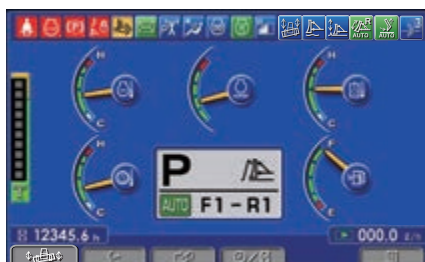 AUTO AUTO
H H
C C
H F
C E
P
AUTO F1-R1
12345.6 h 000.0